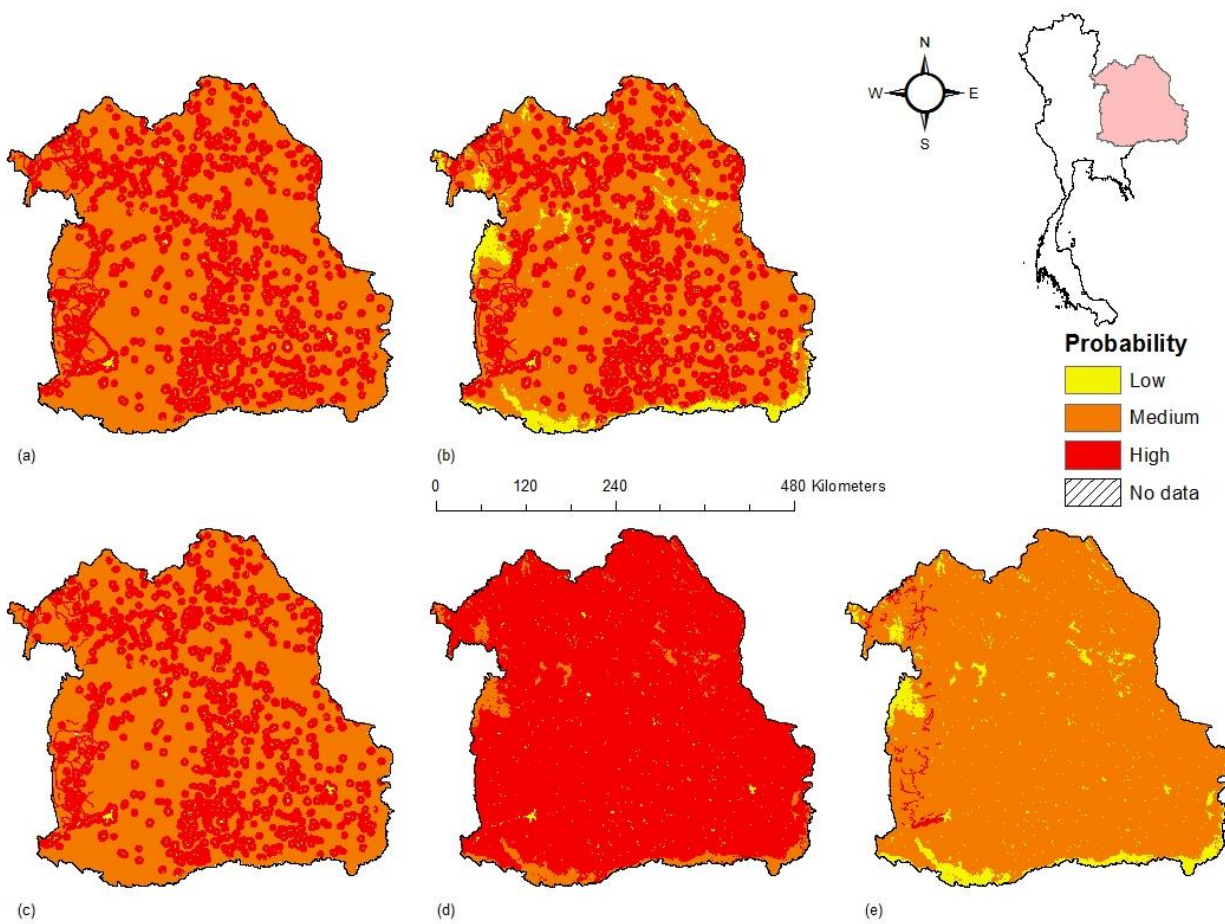 N
W E
S
Probability
Low
Medium
High
No data
(a)
(b)
0 120 240 480 Kilometers
(c)
(d)
(e)